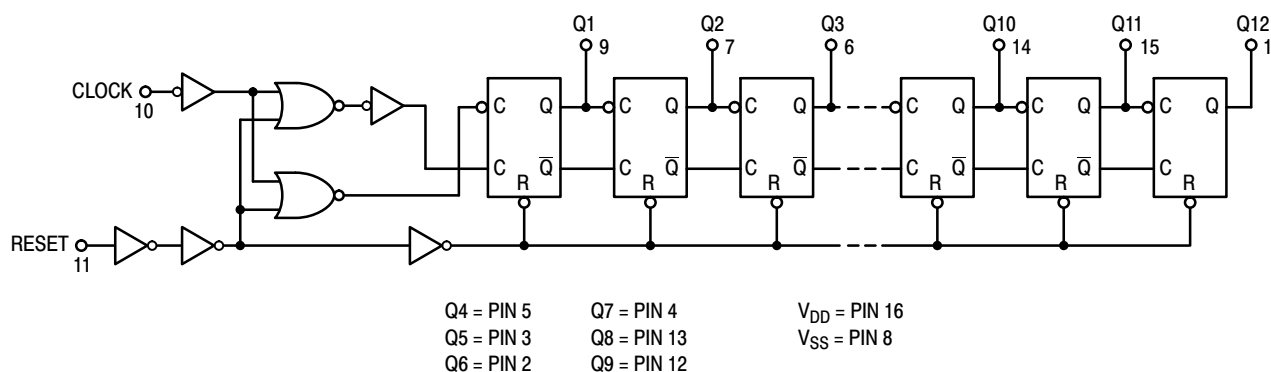 Q1 Q2 Q3 Q10 Q11 Q12
9 7 6 14 15 1
CLOCK
10
C Q C Q C Q C Q C Q C Q
C Q̅ C Q̅ C Q̅ C Q̅ C Q̅ C
R R R R R R
RESET
11
Q4 = PIN 5 Q7 = PIN 4 VDD = PIN 16
Q5 = PIN 3 Q8 = PIN 13 VSS = PIN 8
Q6 = PIN 2 Q9 = PIN 12